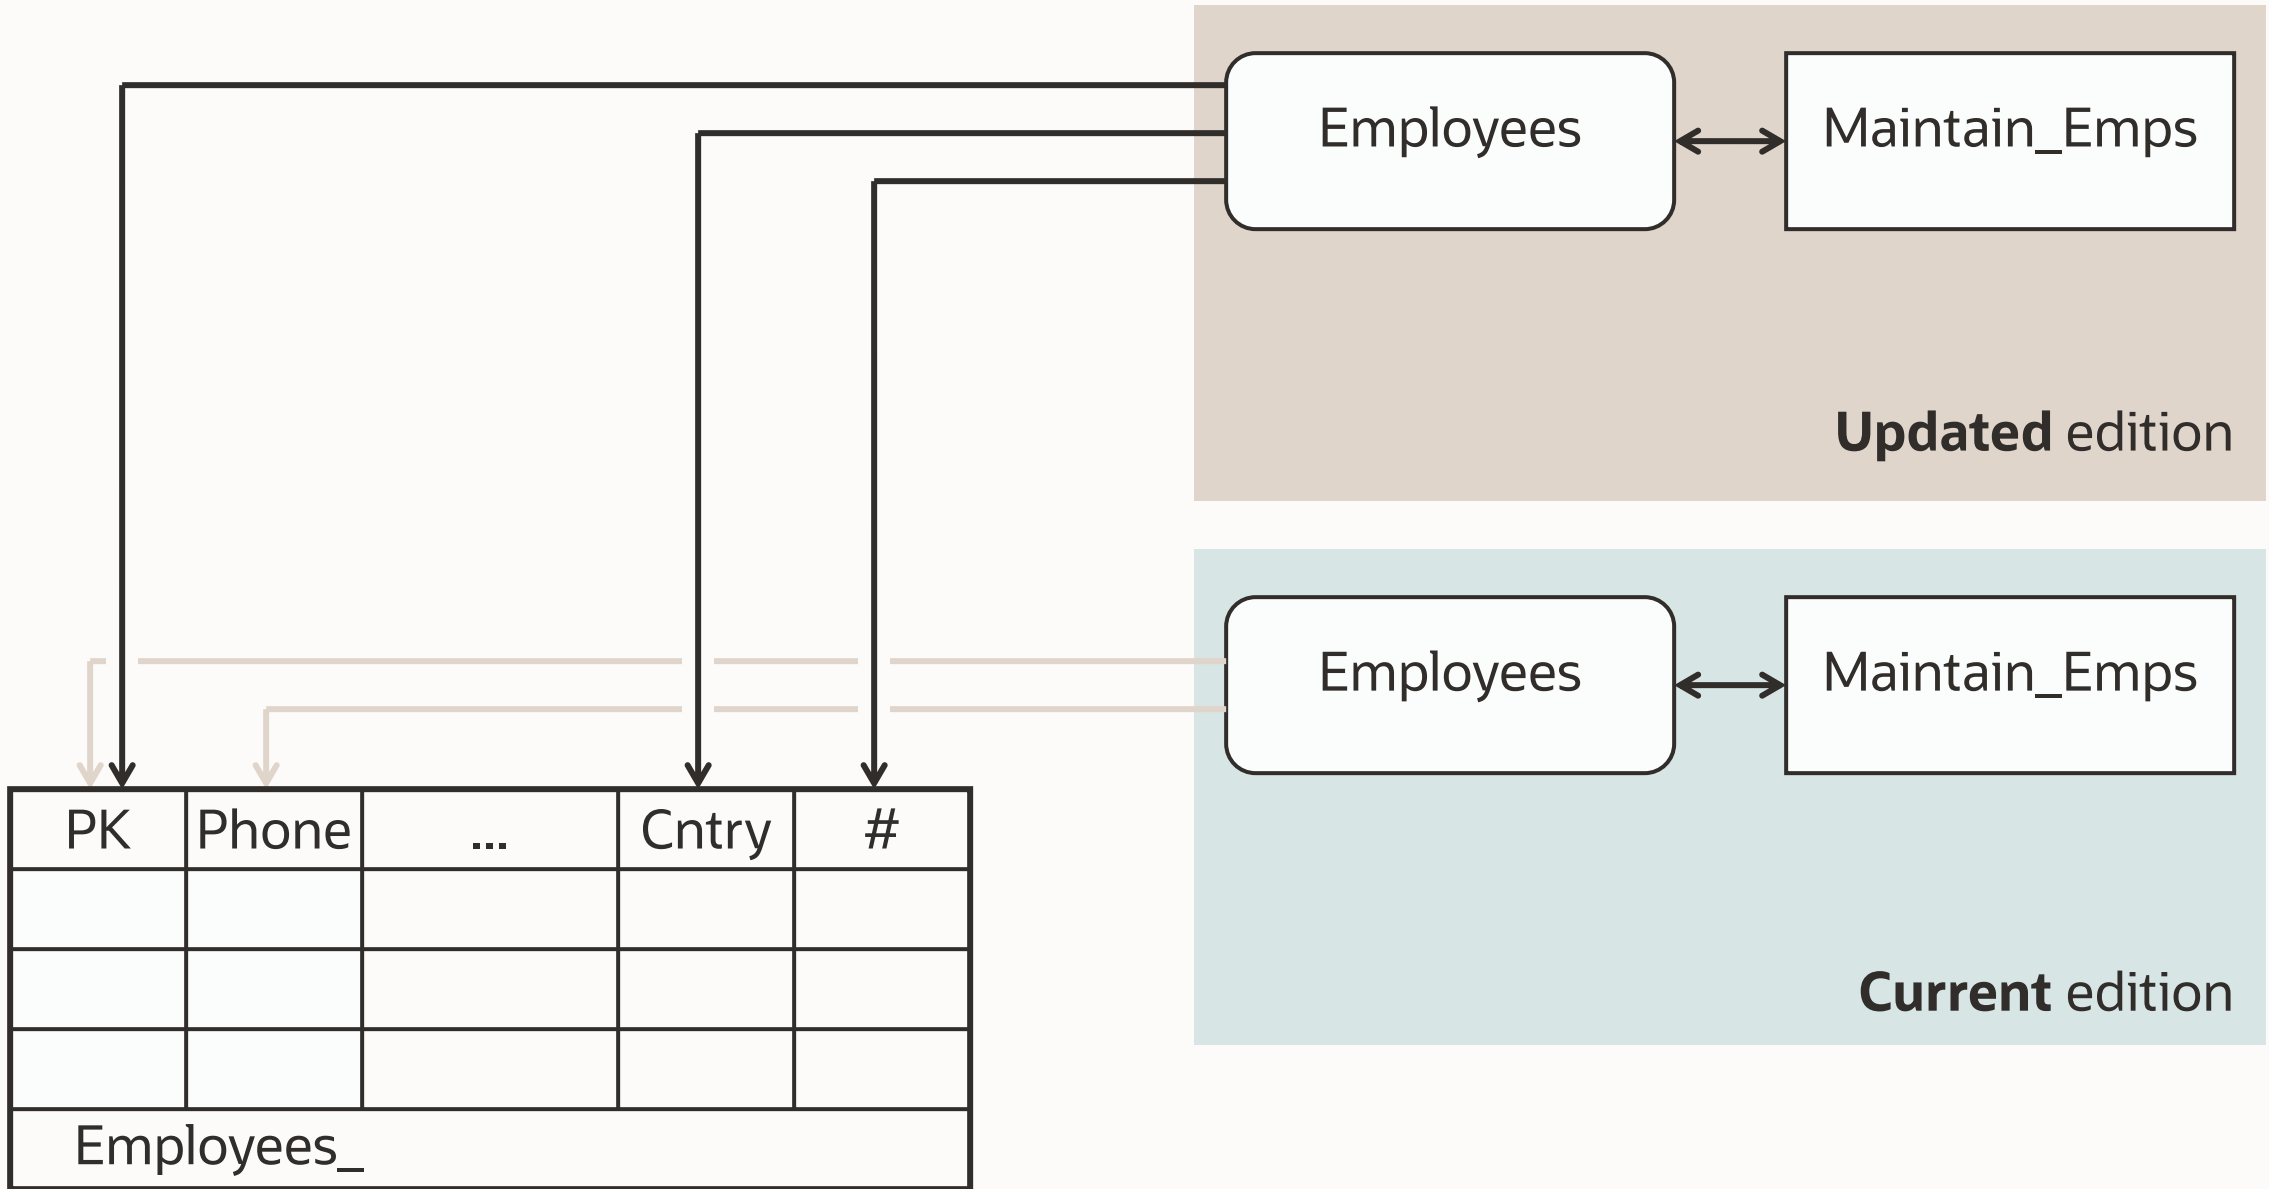 Employees
Maintain_Emps
Updated edition
Employees
Maintain_Emps
Current edition
PK Phone ... Cntry #
Employees_